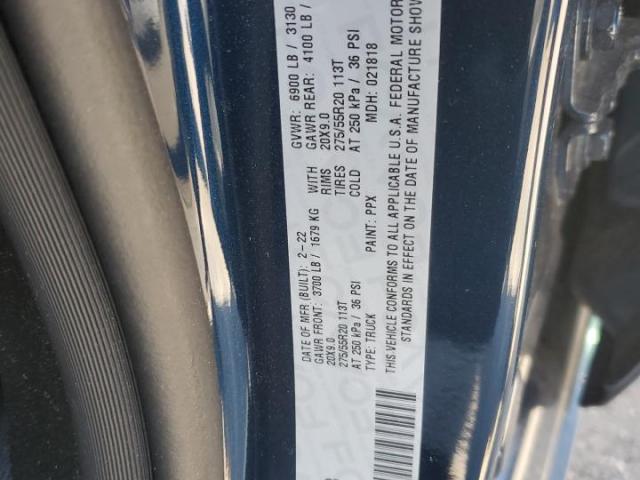 DATE OF MFR (BUILT): 2-22 GVWR: 6900 LB / 3130
GAWR FRONT: 3700 LB / 1679 KG WITH GAWR REAR: 4100 LB /
20X9.0 RIMS 20X9.0
275/55R20 113T TIRES 275/55R20 113T
AT 250 kPa / 36 PSI COLD AT 250 kPa / 36 PSI
TYPE: TRUCK PAINT: PPX MDH: 021818
THIS VEHICLE CONFORMS TO ALL APPLICABLE U.S.A. FEDERAL MOTOR
STANDARDS IN EFFECT ON THE DATE OF MANUFACTURE SHOW